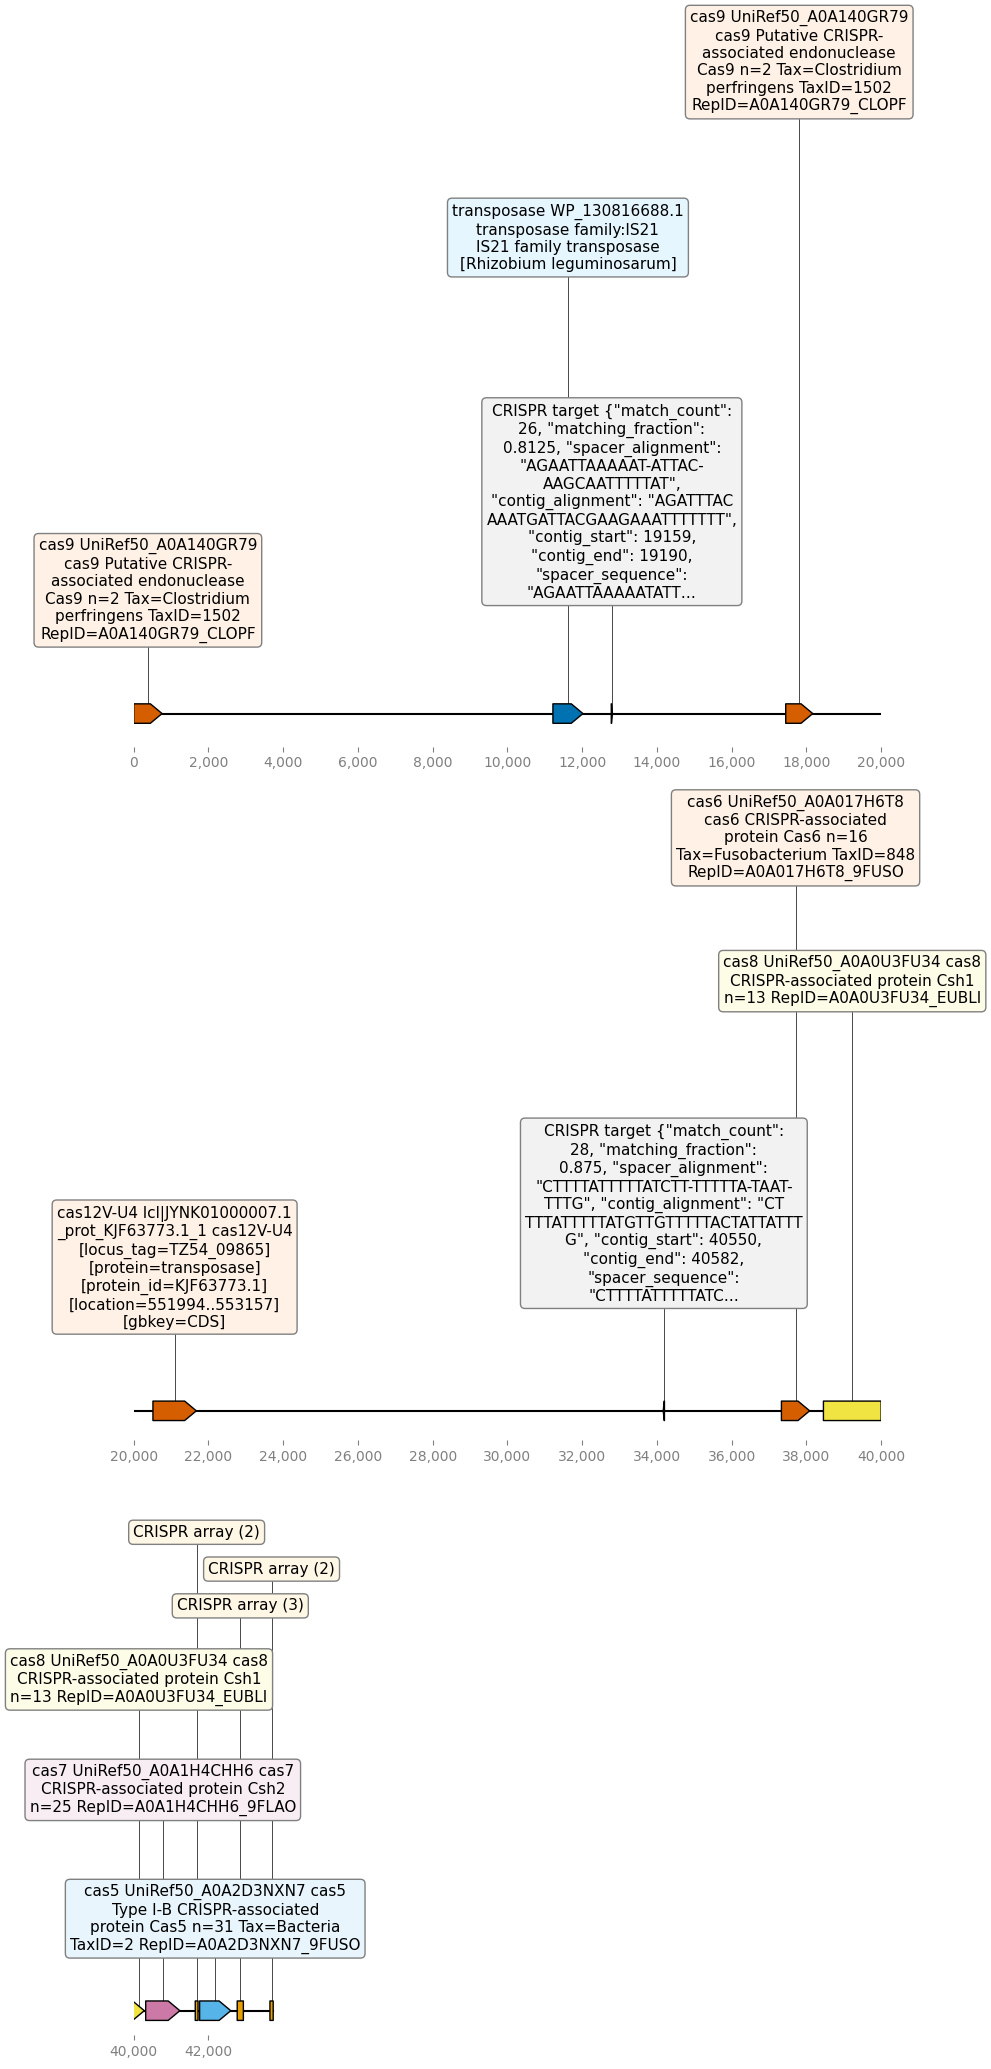 cas9 UniRef50_A0A140GR79
cas9 Putative CRISPR-
associated endonuclease
Cas9 n=2 Tax=Clostridium
perfringens TaxID=1502
RepID=A0A140GR79_CLOPF
transposase WP_130816688.1
transposase family:IS21
IS21 family transposase
[Rhizobium leguminosarum]
CRISPR target {"match_count":
26, "matching_fraction":
0.8125, "spacer_alignment":
"AGAATTAAAAAT-ATTAC-
AAGCAATTTTTAT",
"contig_alignment": "AGATTTAC
AAATGATTACGAAGAAATTTTTTT",
"contig_start": 19159,
"contig_end": 19190,
"spacer_sequence":
"AGAATTAAAAATATT...
cas9 UniRef50_A0A140GR79
cas9 Putative CRISPR-
associated endonuclease
Cas9 n=2 Tax=Clostridium
perfringens TaxID=1502
RepID=A0A140GR79_CLOPF
0 2,000 4,000 6,000 8,000 10,000 12,000 14,000 16,000 18,000 20,000
cas6 UniRef50_A0A017H6T8
cas6 CRISPR-associated
protein Cas6 n=16
Tax=Fusobacterium TaxID=848
RepID=A0A017H6T8_9FUSO
cas8 UniRef50_A0A0U3FU34 cas8
CRISPR-associated protein Csh1
n=13 RepID=A0A0U3FU34_EUBLI
CRISPR target {"match_count":
28, "matching_fraction":
0.875, "spacer_alignment":
"CTTTTATTTTTATCTT-TTTTTA-TAAT-
TTTG", "contig_alignment": "CT
TTTATTTTTATGTTGTTTTTACTATTATTT
G", "contig_start": 40550,
"contig_end": 40582,
"spacer_sequence":
"CTTTTATTTTTATC...
cas12V-U4 lcl|JYNK01000007.1
_prot_KJF63773.1_1 cas12V-U4
[locus_tag=TZ54_09865]
[protein=transposase]
[protein_id=KJF63773.1]
[location=551994..553157]
[gbkey=CDS]
20,000 22,000 24,000 26,000 28,000 30,000 32,000 34,000 36,000 38,000 40,000
CRISPR array (2)
CRISPR array (2)
CRISPR array (3)
cas8 UniRef50_A0A0U3FU34 cas8
CRISPR-associated protein Csh1
n=13 RepID=A0A0U3FU34_EUBLI
cas7 UniRef50_A0A1H4CHH6 cas7
CRISPR-associated protein Csh2
n=25 RepID=A0A1H4CHH6_9FLAO
cas5 UniRef50_A0A2D3NXN7 cas5
Type I-B CRISPR-associated
protein Cas5 n=31 Tax=Bacteria
TaxID=2 RepID=A0A2D3NXN7_9FUSO
40,000 42,000